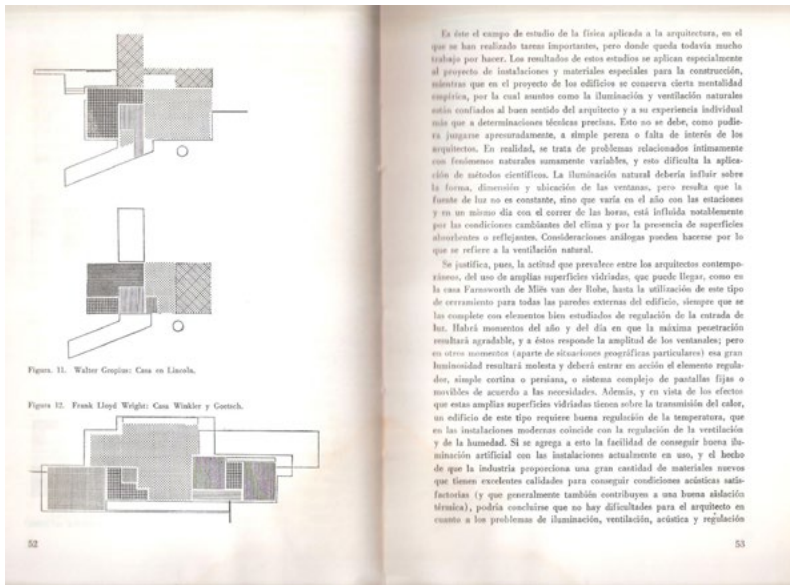 Figura. 11. Walter Gropius: Casa en Lincoln.
Figura 12. Frank Lloyd Wright: Casa Winkler y Goetsch.
52
Es éste el campo de estudio de la física aplicada a la arquitectura, en el
que se han realizado tareas importantes, pero donde queda todavía mucho
trabajo por hacer. Los resultados de estos estudios se aplican especialmente
al proyecto de instalaciones y materiales especiales para la construcción,
mientras que en el proyecto de los edificios se conserva cierta mentalidad
empírica, por la cual asuntos como la iluminación y ventilación naturales
están confiados al buen sentido del arquitecto y a su experiencia individual
más que a determinaciones técnicas precisas. Esto no se debe, como pudie-
ra juzgarse apresuradamente, a simple pereza o falta de interés de los
arquitectos. En realidad, se trata de problemas relacionados íntimamente
con fenómenos naturales sumamente variables, y esto dificulta la aplica-
ción de métodos científicos. La iluminación natural debería influir sobre
la forma, dimensión y ubicación de las ventanas, pero resulta que la
fuente de luz no es constante, sino que varía en el año con las estaciones
y en un mismo día con el correr de las horas, está influida notablemente
por las condiciones cambiantes del clima y por la presencia de superficies
absorbentes o reflejantes. Consideraciones análogas pueden hacerse por lo
que se refiere a la ventilación natural.
Se justifica, pues, la actitud que prevalece entre los arquitectos contempo-
ráneos, del uso de amplias superficies vidriadas, que puede llegar, como en
la casa Farnsworth de Miës van der Rohe, hasta la utilización de este tipo
de cerramiento para todas las paredes externas del edificio, siempre que se
las complete con elementos bien estudiados de regulación de la entrada de
luz. Habrá momentos del año y del día en que la máxima penetración
resultará agradable, y a éstos responde la amplitud de los ventanales; pero
en otros momentos (aparte de situaciones geográficas particulares) esa gran
luminosidad resultará molesta y deberá entrar en acción el elemento regula-
dor, simple cortina o persiana, o sistema complejo de pantallas fijas o
movibles de acuerdo a las necesidades. Además, y en vista de los efectos
que estas amplias superficies vidriadas tienen sobre la transmisión del calor,
un edificio de este tipo requiere buena regulación de la temperatura, que
en las instalaciones modernas coincide con la regulación de la ventilación
y de la humedad. Si se agrega a esto la facilidad de conseguir buena ilu-
minación artificial con las instalaciones actualmente en uso, y el hecho
de que la industria proporciona una gran cantidad de materiales nuevos
que tienen excelentes calidades para conseguir condiciones acústicas satis-
factorias (y que generalmente también contribuyen a una buena aislación
térmica), podría concluirse que no hay dificultades para el arquitecto en
cuanto a los problemas de iluminación, ventilación, acústica y regulación
53